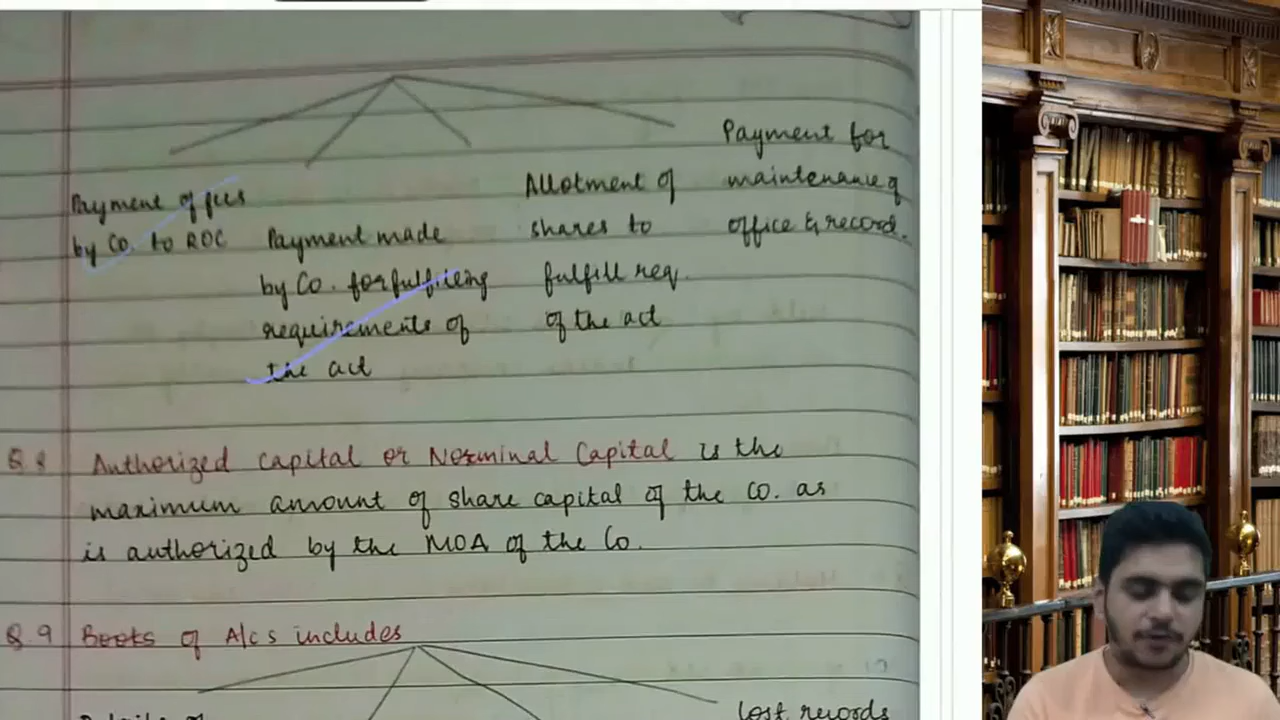 Payment of fees
by Co. to ROC
Payment made
by Co. for fulfilling
requirements of
the act
Allotment of
shares to
fulfill req.
of the act
Payment for
maintenance of
office & record.
Q.8 Authorized capital or Nominal Capital is the
maximum amount of share capital of the CO. as
is authorized by the MOA of the Co.
Q.9 Books of A/cs includes
Details of
Lost records